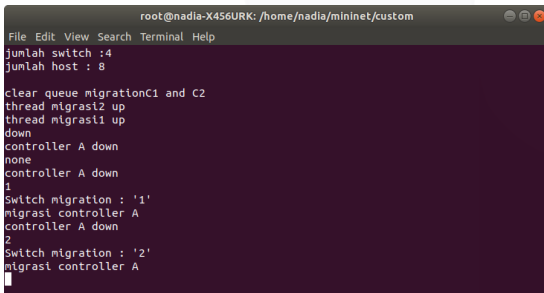 root@nadia-X456URK: /home/nadia/mininet/custom
File Edit View Search Terminal Help
jumlah switch :4
jumlah host : 8
clear queue migrationC1 and C2
thread migrasi2 up
thread migrasi1 up
down
controller A down
none
controller A down
1
Switch migration : '1'
migrasi controller A
controller A down
2
Switch migration : '2'
migrasi controller A